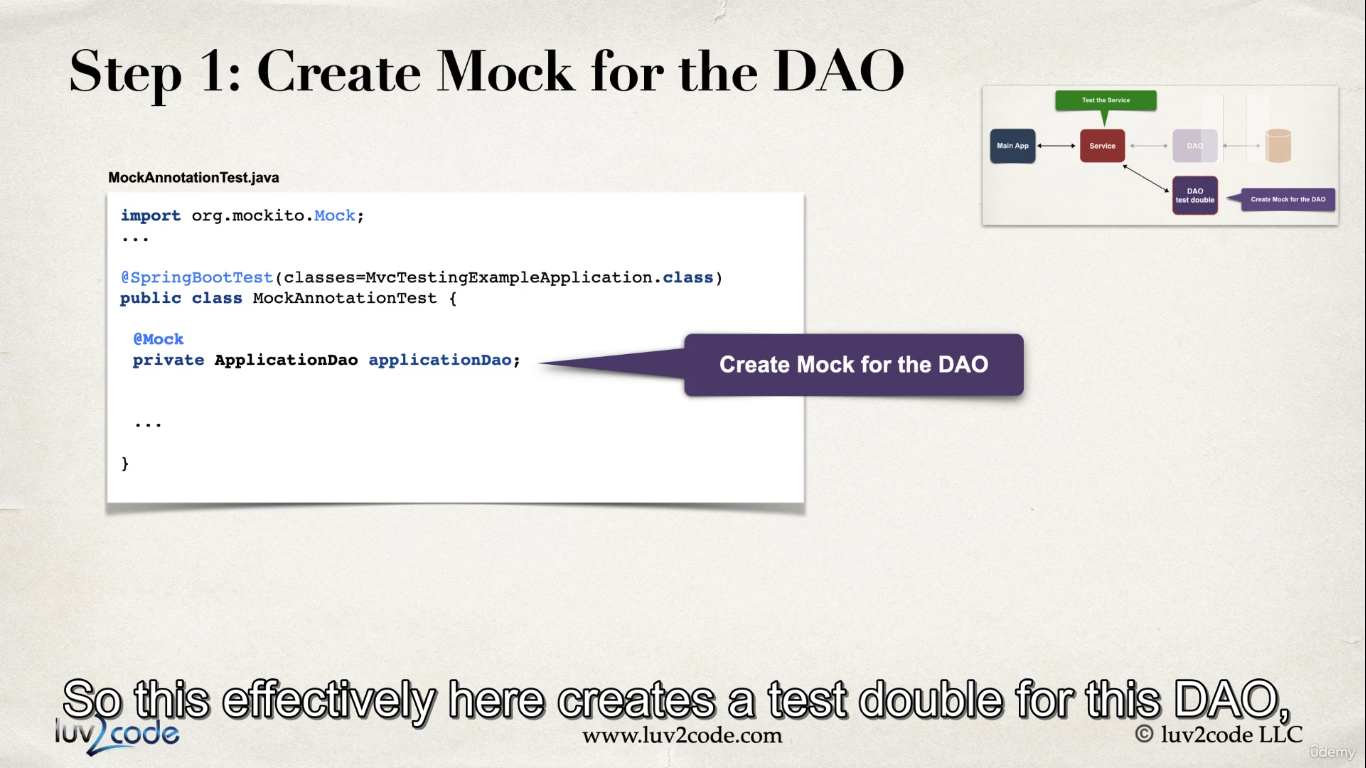 Step 1: Create Mock for the DAO
Test the Service
Main App
Service
DAO
DAO
test double
Create Mock for the DAO
MockAnnotationTest.java
import org.mockito.Mock;
...
@SpringBootTest(classes=MvcTestingExampleApplication.class)
public class MockAnnotationTest {
@Mock
private ApplicationDao applicationDao;
Create Mock for the DAO
...
}
So this effectively here creates a test double for this DAO,
luv2code
www.luv2code.com
© luv2code LLC
ûdemy